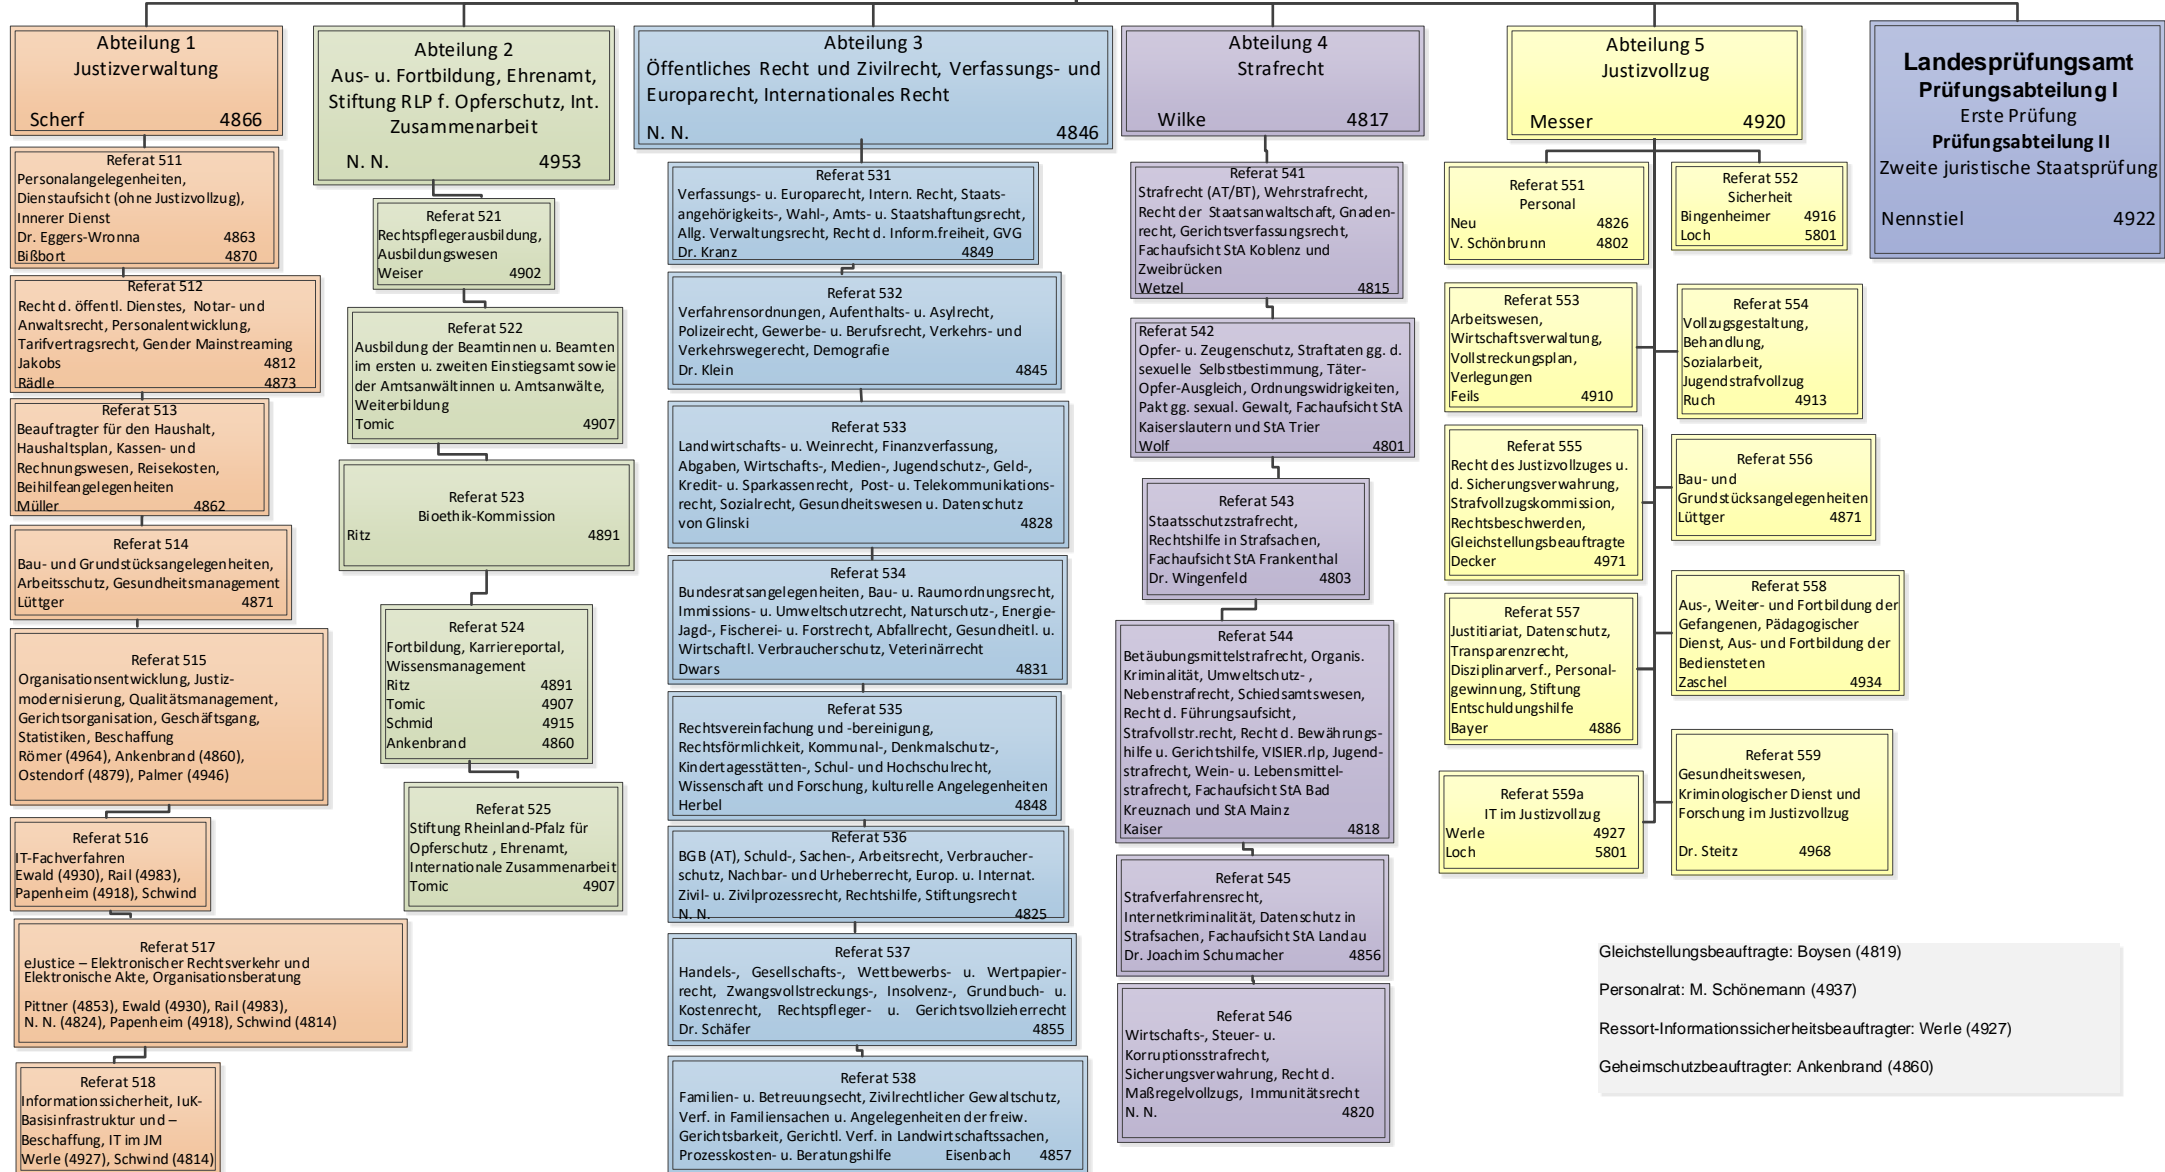 Abteilung 1
Justizverwaltung
Scherf 4866
Referat 511
Personalangelegenheiten,
Dienstaufsicht (ohne Justizvollzug),
Innerer Dienst
Dr. Eggers-Wronna 4863
Bißbort 4870
Referat 512
Recht d. öffentl. Dienstes, Notar- und
Anwaltsrecht, Personalentwicklung,
Tarifvertragsrecht, Gender Mainstreaming
Jakobs 4812
Rädle 4873
Referat 513
Beauftragter für den Haushalt,
Haushaltsplan, Kassen- und
Rechnungswesen, Reisekosten,
Beihilfeangelegenheiten
Müller 4862
Referat 514
Bau- und Grundstücksangelegenheiten,
Arbeitsschutz, Gesundheitsmanagement
Lüttger 4871
Referat 515
Organisationsentwicklung, Justiz-
modernisierung, Qualitätsmanagement,
Gerichtsorganisation, Geschäftsgang,
Statistiken, Beschaffung
Römer (4964), Ankenbrand (4860),
Ostendorf (4879), Palmer (4946)
Referat 516
IT-Fachverfahren
Ewald (4930), Rail (4983),
Papenheim (4918), Schwind
Referat 517
eJustice – Elektronischer Rechtsverkehr und
Elektronische Akte, Organisationsberatung
Pittner (4853), Ewald (4930), Rail (4983),
N. N. (4824), Papenheim (4918), Schwind (4814)
Referat 518
Informationssicherheit, IuK-
Basisinfrastruktur und –
Beschaffung, IT im JM
Werle (4927), Schwind (4814)
Abteilung 2
Aus- u. Fortbildung, Ehrenamt,
Stiftung RLP f. Opferschutz, Int.
Zusammenarbeit
N. N. 4953
Referat 521
Rechtspflegerausbildung,
Ausbildungswesen
Weiser 4902
Referat 522
Ausbildung der Beamtinnen u. Beamten
im ersten u. zweiten Einstiegsamt sowie
der Amtsanwältinnen u. Amtsanwälte,
Weiterbildung
Tomic 4907
Referat 523
Bioethik-Kommission
Ritz 4891
Referat 524
Fortbildung, Karriereportal,
Wissensmanagement
Ritz 4891
Tomic 4907
Schmid 4915
Ankenbrand 4860
Referat 525
Stiftung Rheinland-Pfalz für
Opferschutz , Ehrenamt,
Internationale Zusammenarbeit
Tomic 4907
Abteilung 3
Öffentliches Recht und Zivilrecht, Verfassungs- und
Europarecht, Internationales Recht
N. N. 4846
Referat 531
Verfassungs- u. Europarecht, Intern. Recht, Staats-
angehörigkeits-, Wahl-, Amts- u. Staatshaftungsrecht,
Allg. Verwaltungsrecht, Recht d. Inform.freiheit, GVG
Dr. Kranz 4849
Referat 532
Verfahrensordnungen, Aufenthalts- u. Asylrecht,
Polizeirecht, Gewerbe- u. Berufsrecht, Verkehrs- und
Verkehrswegerecht, Demografie
Dr. Klein 4845
Referat 533
Landwirtschafts- u. Weinrecht, Finanzverfassung,
Abgaben, Wirtschafts-, Medien-, Jugendschutz-, Geld-,
Kredit- u. Sparkassenrecht, Post- u. Telekommunikations-
recht, Sozialrecht, Gesundheitswesen u. Datenschutz
von Glinski 4828
Referat 534
Bundesratsangelegenheiten, Bau- u. Raumordnungsrecht,
Immissions- u. Umweltschutzrecht, Naturschutz-, Energie-
Jagd-, Fischerei- u. Forstrecht, Abfallrecht, Gesundheitl. u.
Wirtschaftl. Verbraucherschutz, Veterinärrecht
Dwars 4831
Referat 535
Rechtsvereinfachung und -bereinigung,
Rechtsförmlichkeit, Kommunal-, Denkmalschutz-,
Kindertagesstätten-, Schul- und Hochschulrecht,
Wissenschaft und Forschung, kulturelle Angelegenheiten
Herbel 4848
Referat 536
BGB (AT), Schuld-, Sachen-, Arbeitsrecht, Verbraucher-
schutz, Nachbar- und Urheberrecht, Europ. u. Internat.
Zivil- u. Zivilprozessrecht, Rechtshilfe, Stiftungsrecht
N. N. 4825
Referat 537
Handels-, Gesellschafts-, Wettbewerbs- u. Wertpapier-
recht, Zwangsvollstreckungs-, Insolvenz-, Grundbuch- u.
Kostenrecht, Rechtspfleger- u. Gerichtsvollzieherrecht
Dr. Schäfer 4855
Referat 538
Familien- u. Betreuungsecht, Zivilrechtlicher Gewaltschutz,
Verf. in Familiensachen u. Angelegenheiten der freiw.
Gerichtsbarkeit, Gerichtl. Verf. in Landwirtschaftssachen,
Prozesskosten- u. Beratungshilfe Eisenbach 4857
Abteilung 4
Strafrecht
Wilke 4817
Referat 541
Strafrecht (AT/BT), Wehrstrafrecht,
Recht der Staatsanwaltschaft, Gnaden-
recht, Gerichtsverfassungsrecht,
Fachaufsicht StA Koblenz und
Zweibrücken
Wetzel 4815
Referat 542
Opfer- u. Zeugenschutz, Straftaten gg. d.
sexuelle Selbstbestimmung, Täter-
Opfer-Ausgleich, Ordnungswidrigkeiten,
Pakt gg. sexual. Gewalt, Fachaufsicht StA
Kaiserslautern und StA Trier
Wolf 4801
Referat 543
Staatsschutzstrafrecht,
Rechtshilfe in Strafsachen,
Fachaufsicht StA Frankenthal
Dr. Wingenfeld 4803
Referat 544
Betäubungsmittelstrafrecht, Organis.
Kriminalität, Umweltschutz- ,
Nebenstrafrecht, Schiedsamtswesen,
Recht d. Führungsaufsicht,
Strafvollstr.recht, Recht d. Bewährungs-
hilfe u. Gerichtshilfe, VISIER.rlp, Jugend-
strafrecht, Wein- u. Lebensmittel-
strafrecht, Fachaufsicht StA Bad
Kreuznach und StA Mainz
Kaiser 4818
Referat 545
Strafverfahrensrecht,
Internetkriminalität, Datenschutz in
Strafsachen, Fachaufsicht StA Landau
Dr. Joachim Schumacher 4856
Referat 546
Wirtschafts-, Steuer- u.
Korruptionsstrafrecht,
Sicherungsverwahrung, Recht d.
Maßregelvollzugs, Immunitätsrecht
N. N. 4820
Abteilung 5
Justizvollzug
Messer 4920
Referat 551
Personal
Neu 4826
V. Schönbrunn 4802
Referat 552
Sicherheit
Bingenheimer 4916
Loch 5801
Referat 553
Arbeitswesen,
Wirtschaftsverwaltung,
Vollstreckungsplan,
Verlegungen
Feils 4910
Referat 554
Vollzugsgestaltung,
Behandlung,
Sozialarbeit,
Jugendstrafvollzug
Ruch 4913
Referat 555
Recht des Justizvollzuges u.
d. Sicherungsverwahrung,
Strafvollzugskommission,
Rechtsbeschwerden,
Gleichstellungsbeauftragte
Decker 4971
Referat 556
Bau- und
Grundstücksangelegenheiten
Lüttger 4871
Referat 557
Justitiariat, Datenschutz,
Transparenzrecht,
Disziplinarverf., Personal-
gewinnung, Stiftung
Entschuldungshilfe
Bayer 4886
Referat 558
Aus-, Weiter- und Fortbildung der
Gefangenen, Pädagogischer
Dienst, Aus- und Fortbildung der
Bediensteten
Zaschel 4934
Referat 559a
IT im Justizvollzug
Werle 4927
Loch 5801
Referat 559
Gesundheitswesen,
Kriminologischer Dienst und
Forschung im Justizvollzug
Dr. Steitz 4968
Landesprüfungsamt
Prüfungsabteilung I
Erste Prüfung
Prüfungsabteilung II
Zweite juristische Staatsprüfung
Nennstiel 4922
Gleichstellungsbeauftragte: Boysen (4819)
Personalrat: M. Schönemann (4937)
Ressort-Informationssicherheitsbeauftragter: Werle (4927)
Geheimschutzbeauftragter: Ankenbrand (4860)